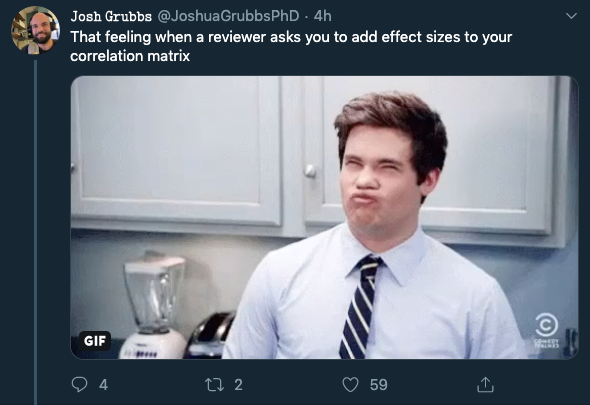 Josh Grubbs @JoshuaGrubbsPhD · 4h
That feeling when a reviewer asks you to add effect sizes to your
correlation matrix
GIF
4
2
59